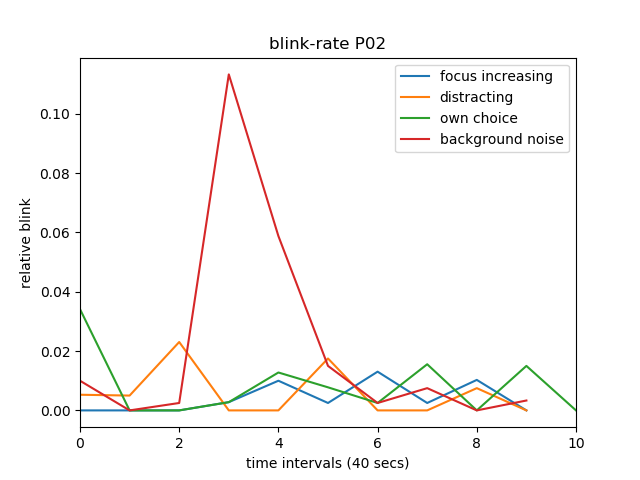 blink-rate P02
focus increasing
distracting
own choice
background noise
relative blink
0.10
0.08
0.06
0.04
0.02
0.00
0 2 4 6 8 10
time intervals (40 secs)